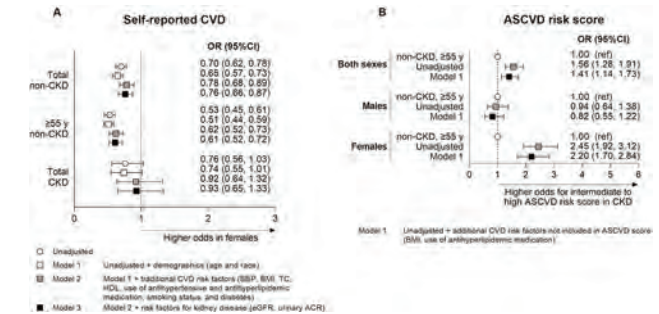 A
Self-reported CVD
OR (95%CI)
Total
non-CKD
0.70 (0.62, 0.78)
0.65 (0.57, 0.73)
0.78 (0.68, 0.89)
0.76 (0.66, 0.87)
≥55 y
non-CKD
0.53 (0.45, 0.61)
0.51 (0.44, 0.59)
0.62 (0.52, 0.73)
0.61 (0.52, 0.72)
Total
CKD
0.76 (0.56, 1.03)
0.74 (0.55, 1.01)
0.92 (0.64, 1.32)
0.93 (0.65, 1.33)
0 1 2 3
Higher odds in females
Unadjusted
Model 1 Unadjusted + demographics (age and race)
Model 2 Model 1 + traditional CVD risk factors (SBP, BMI, TC,
HDL, use of antihypertensive and antihyperlipidemic
medication, smoking status, and diabetes)
Model 3 Model 2 + risk factors for kidney disease (eGFR, urinary ACR)
B
ASCVD risk score
OR (95%CI)
Both sexes
non-CKD, ≥55 y 1.00 (ref)
Unadjusted 1.56 (1.28, 1.91)
Model 1 1.41 (1.14, 1.73)
Males
non-CKD, ≥55 y 1.00 (ref)
Unadjusted 0.94 (0.64, 1.38)
Model 1 0.82 (0.55, 1.22)
Females
non-CKD, ≥55 y 1.00 (ref)
Unadjusted 2.45 (1.92, 3.12)
Model 1 2.20 (1.70, 2.84)
0 1 2 3 4 5 6
Higher odds for intermediate to
high ASCVD risk score in CKD
Model 1 Unadjusted + additional CVD risk factors not included in ASCVD score
(BMI, use of antihyperlipidemic medication)